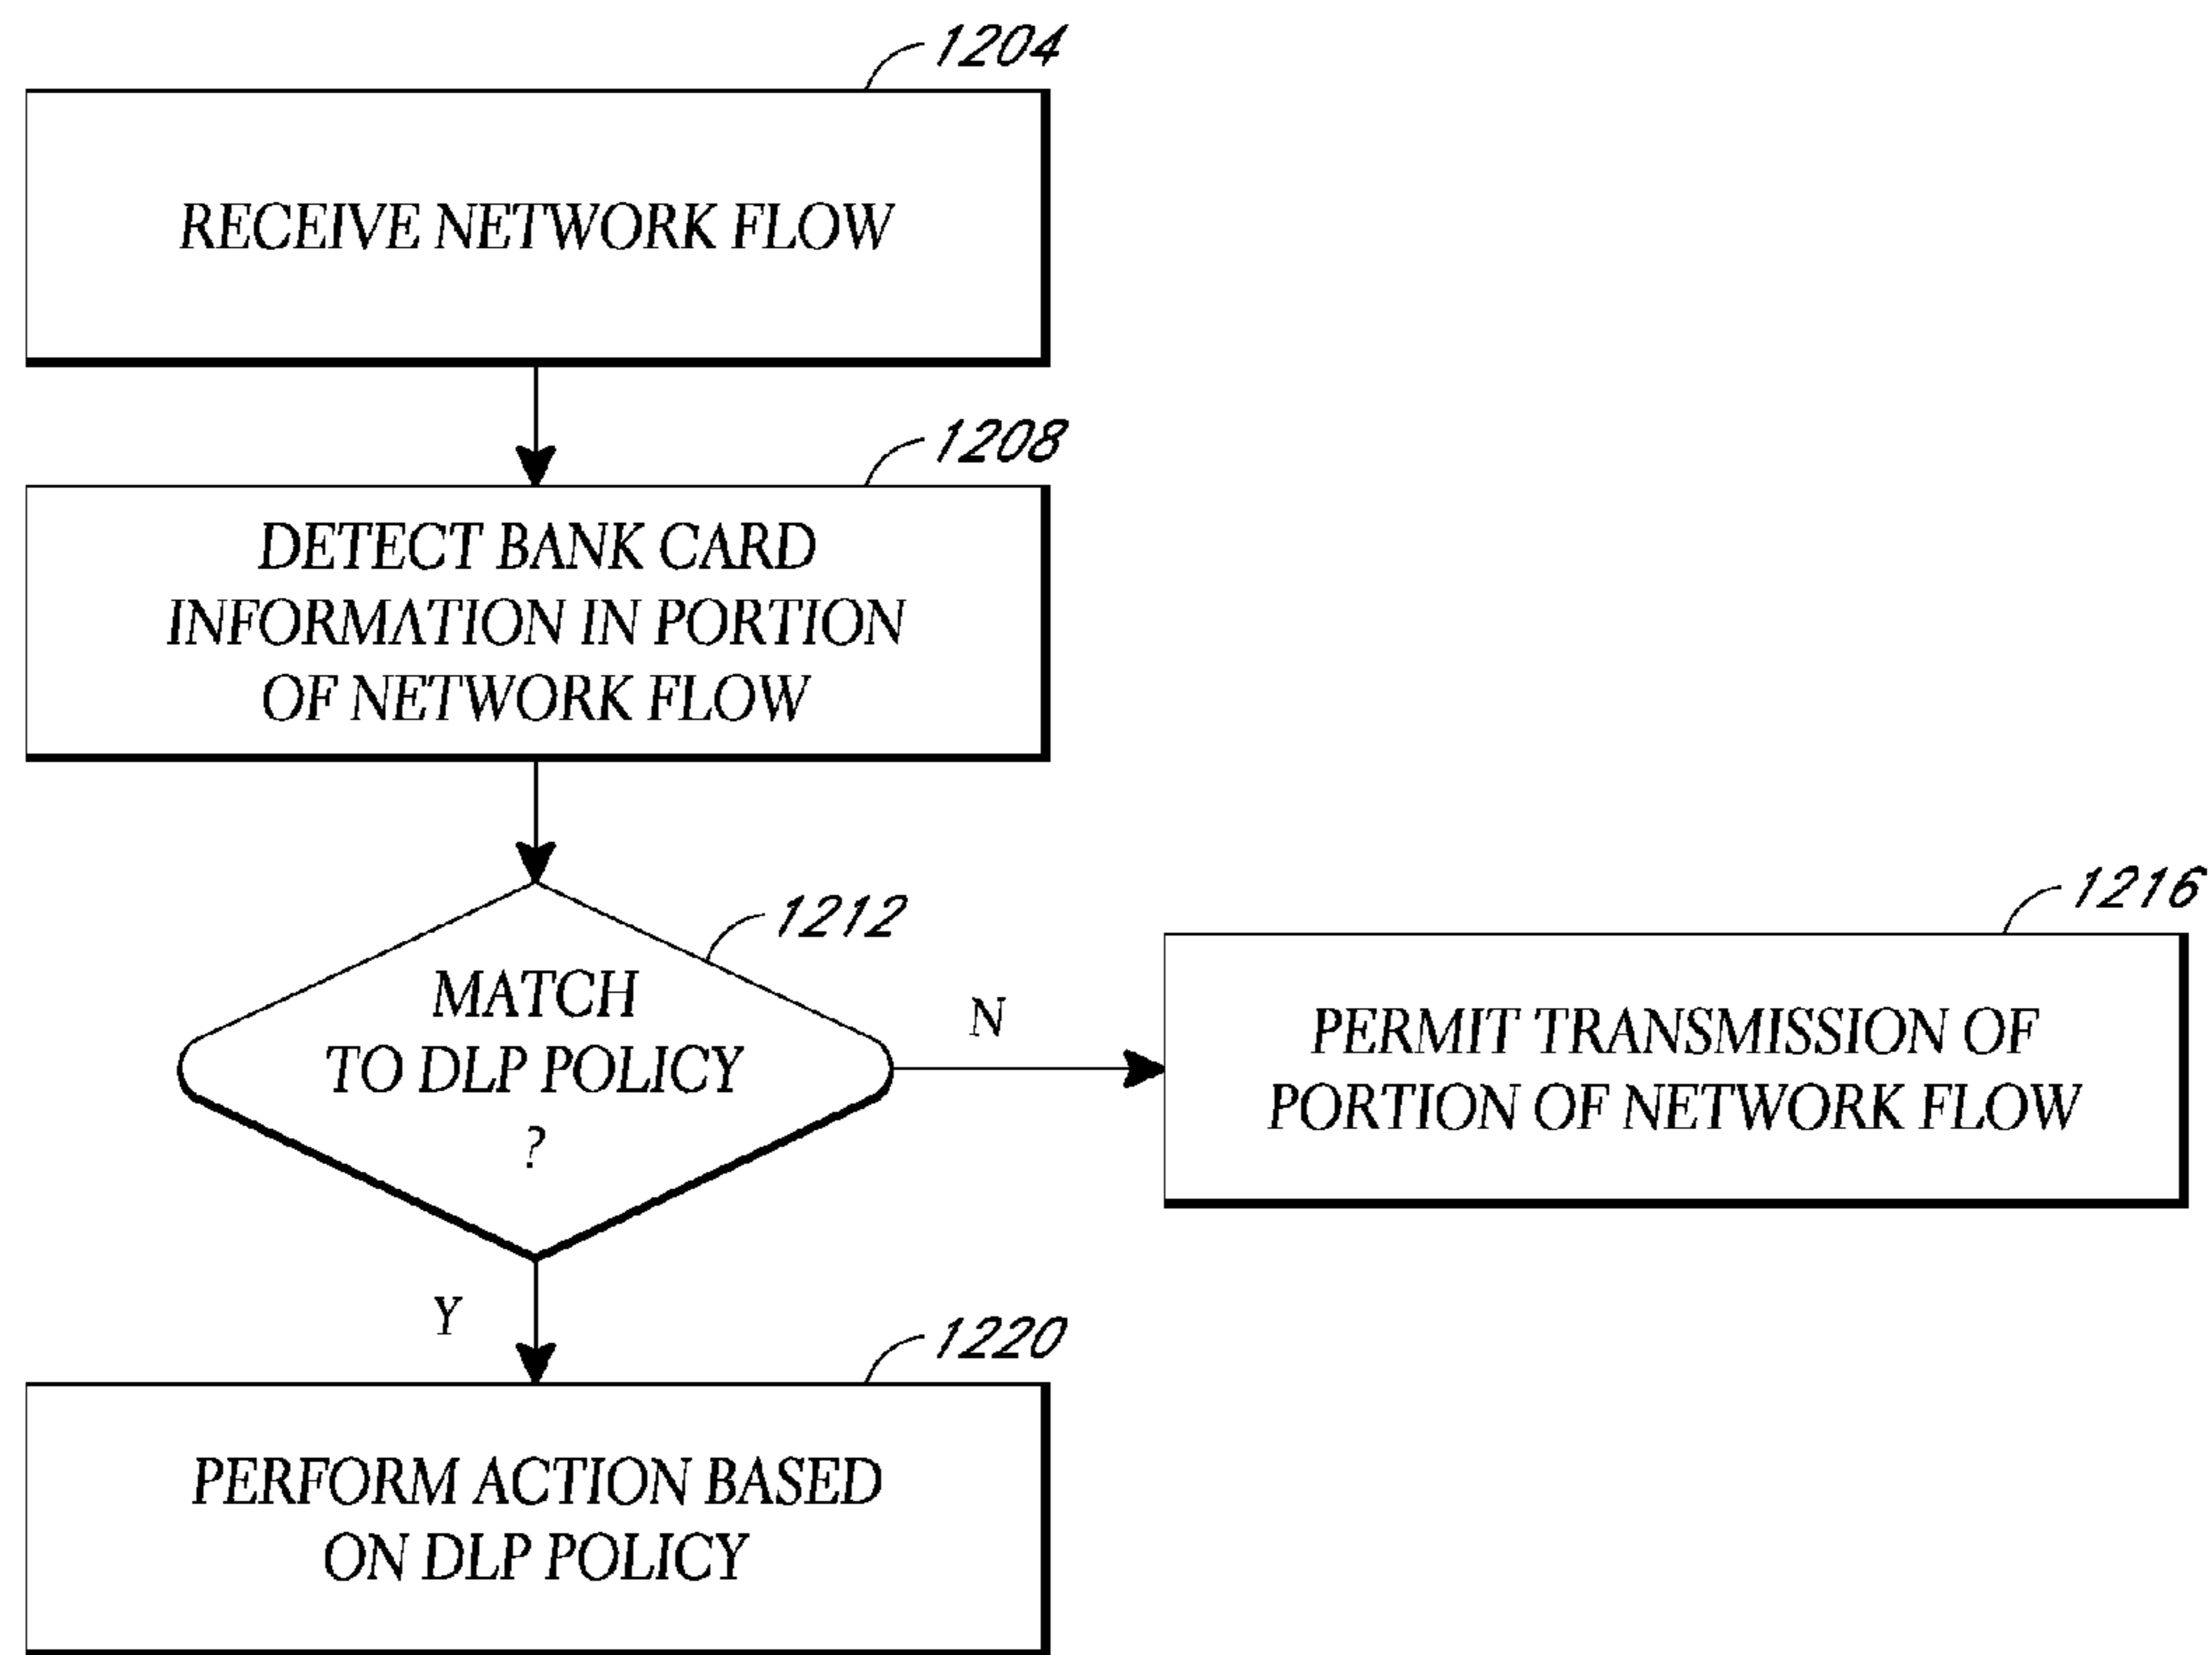 1204
RECEIVE NETWORK FLOW
1208
DETECT BANK CARD
INFORMATION IN PORTION
OF NETWORK FLOW
1212
MATCH
TO DLP POLICY
?
N
1216
PERMIT TRANSMISSION OF
PORTION OF NETWORK FLOW
Y
1220
PERFORM ACTION BASED
ON DLP POLICY